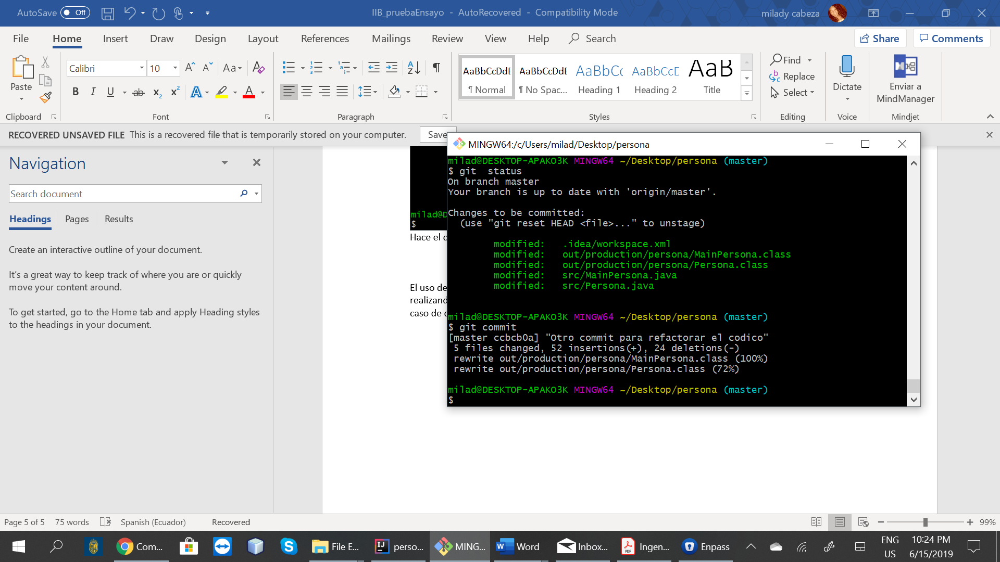 AutoSave Off
IIB_pruebaEnsayo - AutoRecovered - Compatibility Mode
milady cabeza
File Home Insert Draw Design Layout References Mailings Review View Help Search
Share Comments
Paste
Clipboard
Calibri 10
Aa
B I U ab x₂ x² A A
Font
Paragraph
AaBbCcDdE AaBbCcDdE AaBbCc AaBbCcD AaB
¶ Normal ¶ No Spac... Heading 1 Heading 2 Title
Styles
Find
Replace
Select
Editing
Dictate
Voice
Enviar a
MindManager
Mindjet
RECOVERED UNSAVED FILE This is a recovered file that is temporarily stored on your computer. Save
Navigation
Search document
Headings Pages Results
Create an interactive outline of your document.
It's a great way to keep track of where you are or quickly
move your content around.
To get started, go to the Home tab and apply Heading styles
to the headings in your document.
milad@D
$
Hace el c
El uso de
realizand
caso de c
MINGW64:/c/Users/milad/Desktop/persona
milad@DESKTOP-APAKO3K MINGW64 ~/Desktop/persona (master)
$ git  status
On branch master
Your branch is up to date with 'origin/master'.
Changes to be committed:
(use "git reset HEAD <file>..." to unstage)
modified: .idea/workspace.xml
modified: out/production/persona/MainPersona.class
modified: out/production/persona/Persona.class
modified: src/MainPersona.java
modified: src/Persona.java
milad@DESKTOP-APAKO3K MINGW64 ~/Desktop/persona (master)
$ git commit
[master ccbcb0a] "Otro commit para refactorar el codico"
5 files changed, 52 insertions(+), 24 deletions(-)
rewrite out/production/persona/MainPersona.class (100%)
rewrite out/production/persona/Persona.class (72%)
milad@DESKTOP-APAKO3K MINGW64 ~/Desktop/persona (master)
$
Page 5 of 5 75 words Spanish (Ecuador) Recovered
99%
Com... File E... perso... MING... Word Inbox... Ingen... Enpass
ENG
US
10:24 PM
6/15/2019